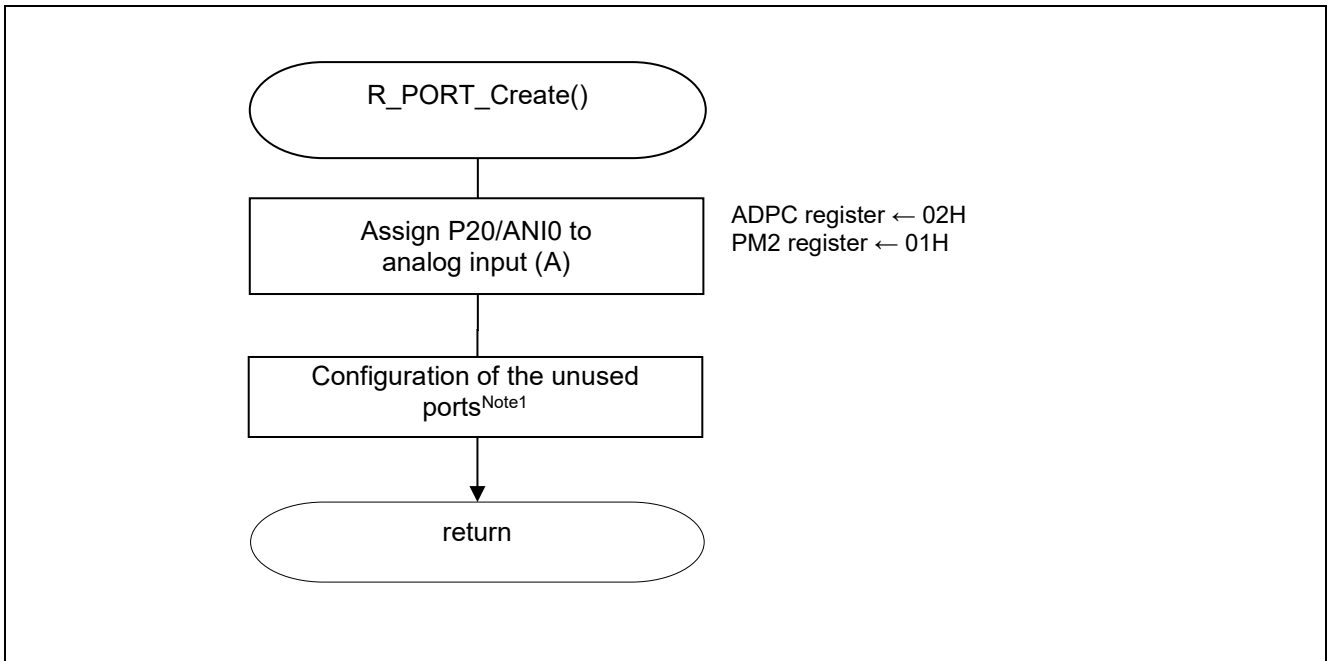 R_PORT_Create()
Assign P20/ANI0 to
analog input (A)
ADPC register ← 02H
PM2 register ← 01H
Configuration of the unused
portsNote1
return